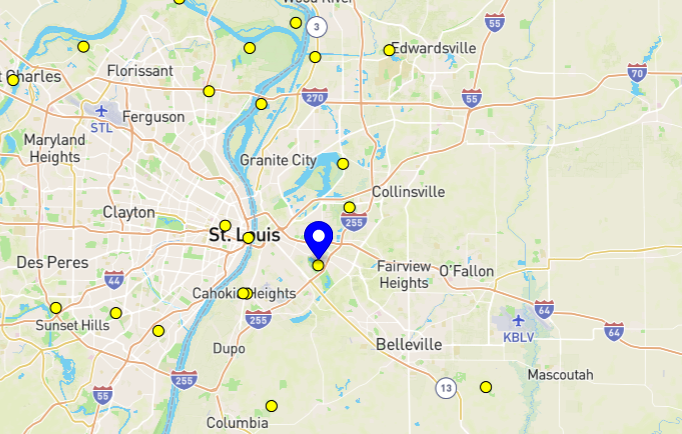 Wood River
3
55
Edwardsville
t Charles
Florissant
70
270
55
STL
Ferguson
Maryland
Heights
Granite City
Collinsville
Clayton
255
St. Louis
Des Peres
44
Fairview
Heights
O'Fallon
Cahokia Heights
255
64
KBLV
64
Sunset Hills
Dupo
Belleville
255
55
13
Mascoutah
Columbia